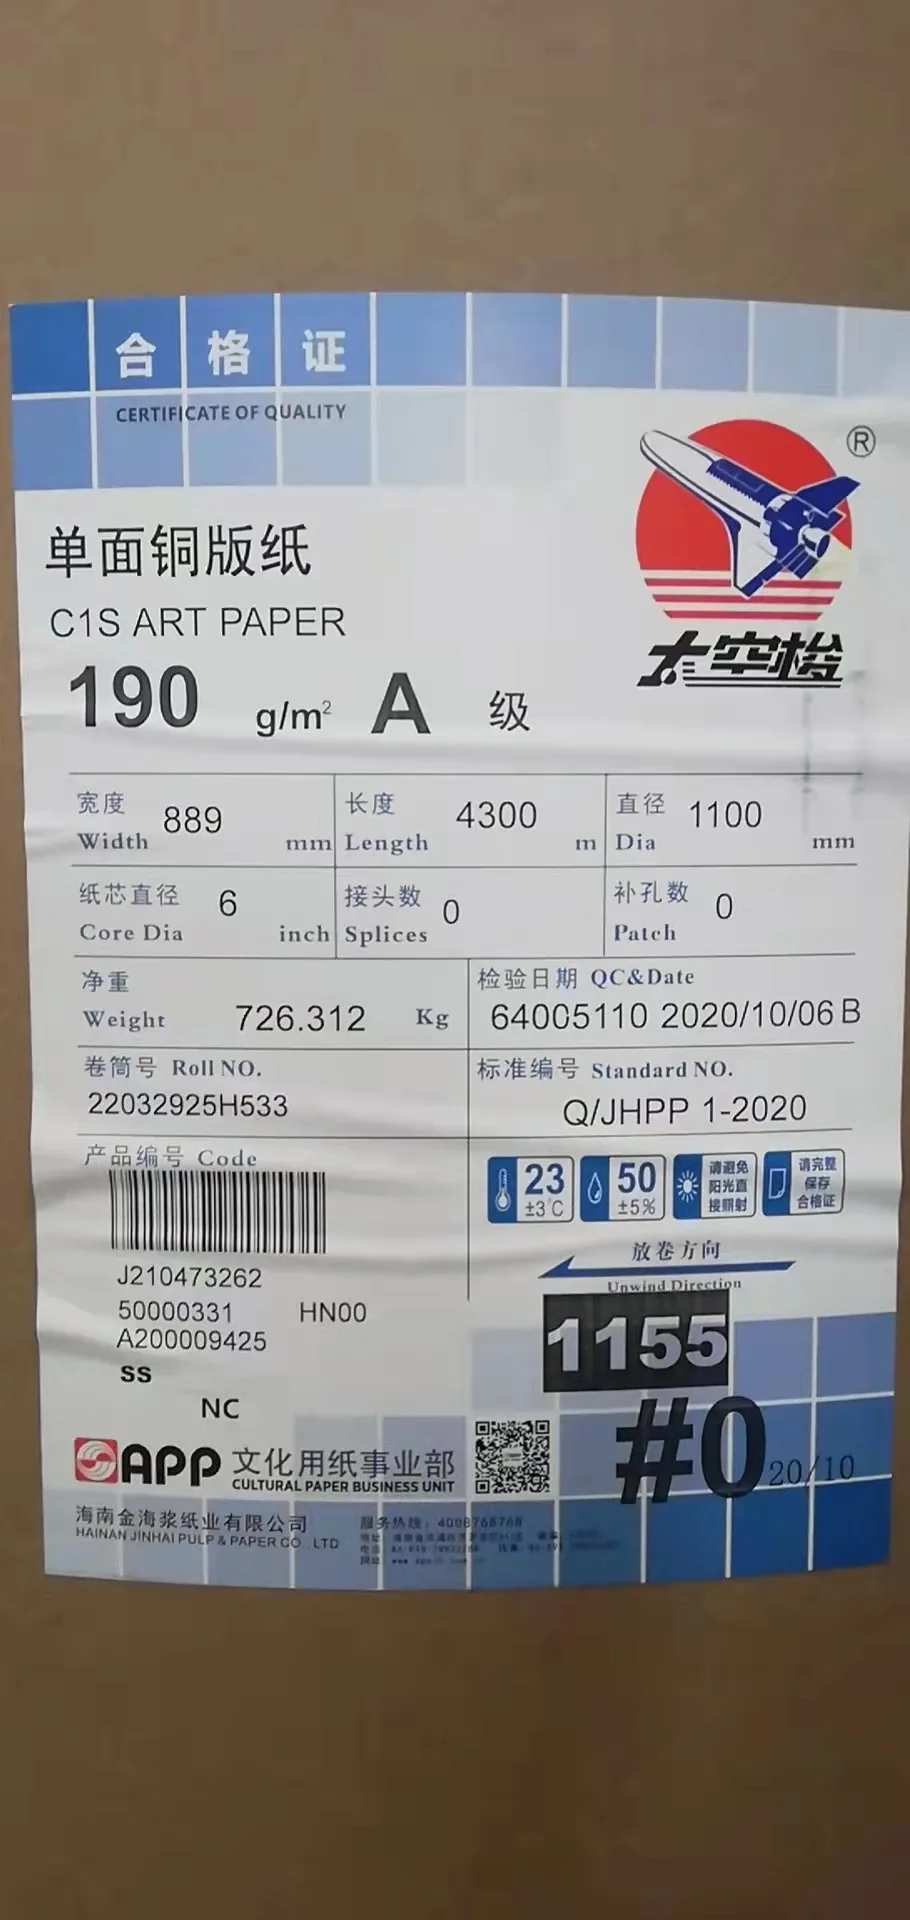 合格证
CERTIFICATE OF QUALITY
®
太空梭
单面铜版纸
C1S ART PAPER
190 g/m² A 级
宽度 Width 889 mm
长度 Length 4300 m
直径 Dia 1100 mm
纸芯直径 Core Dia 6 inch
接头数 Splices 0
补孔数 Patch 0
净重 Weight 726.312 Kg
检验日期 QC&Date
64005110 2020/10/06 B
卷筒号 Roll NO.
22032925H533
标准编号 Standard NO.
Q/JHPP 1-2020
产品编号 Code
J210473262
50000331 HN00
A200009425
SS
NC
23 ±3℃
50 ±5%
请避免
阳光直
接照射
请完整
保存
合格证
放卷方向
Unwind Direction
1155
#0 20/10
APP 文化用纸事业部
CULTURAL PAPER BUSINESS UNIT
海南金海浆纸业有限公司
HAINAN JINHAI PULP & PAPER CO., LTD
服务热线：4008768768